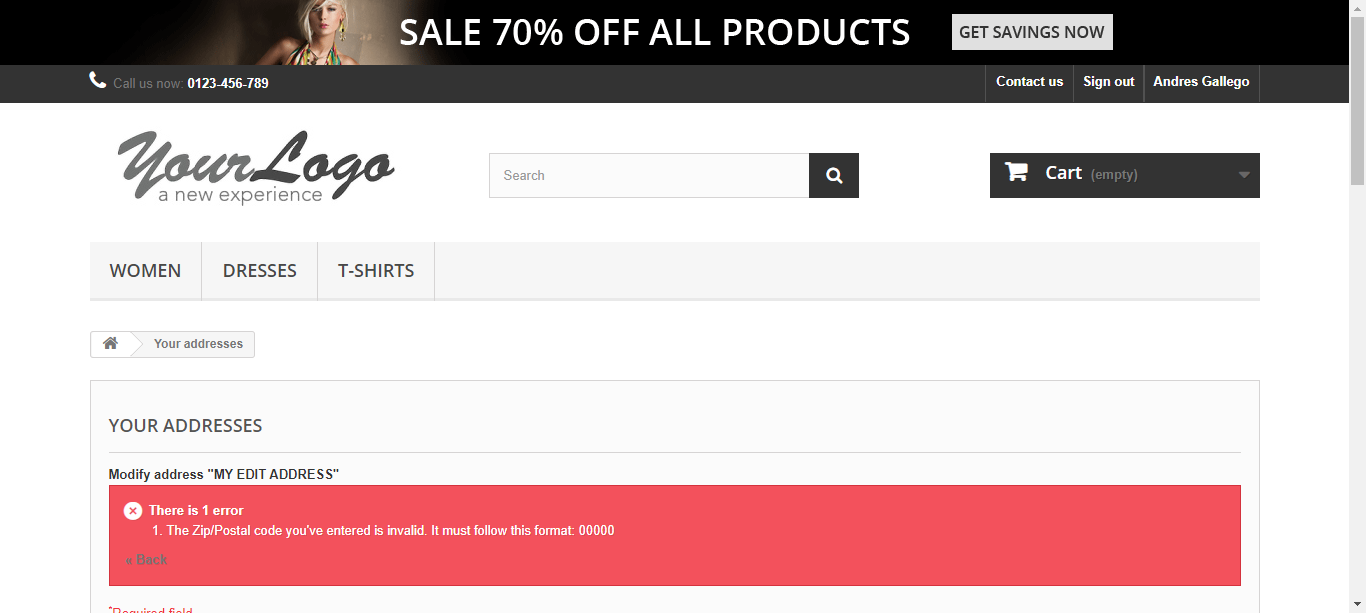 SALE 70% OFF ALL PRODUCTS
GET SAVINGS NOW
Call us now: 0123-456-789
Contact us
Sign out
Andres Gallego
Your Logo
a new experience
Search
Cart (empty)
WOMEN
DRESSES
T-SHIRTS
Your addresses
YOUR ADDRESSES
Modify address "MY EDIT ADDRESS"
There is 1 error
1. The Zip/Postal code you've entered is invalid. It must follow this format: 00000
« Back
*Required field